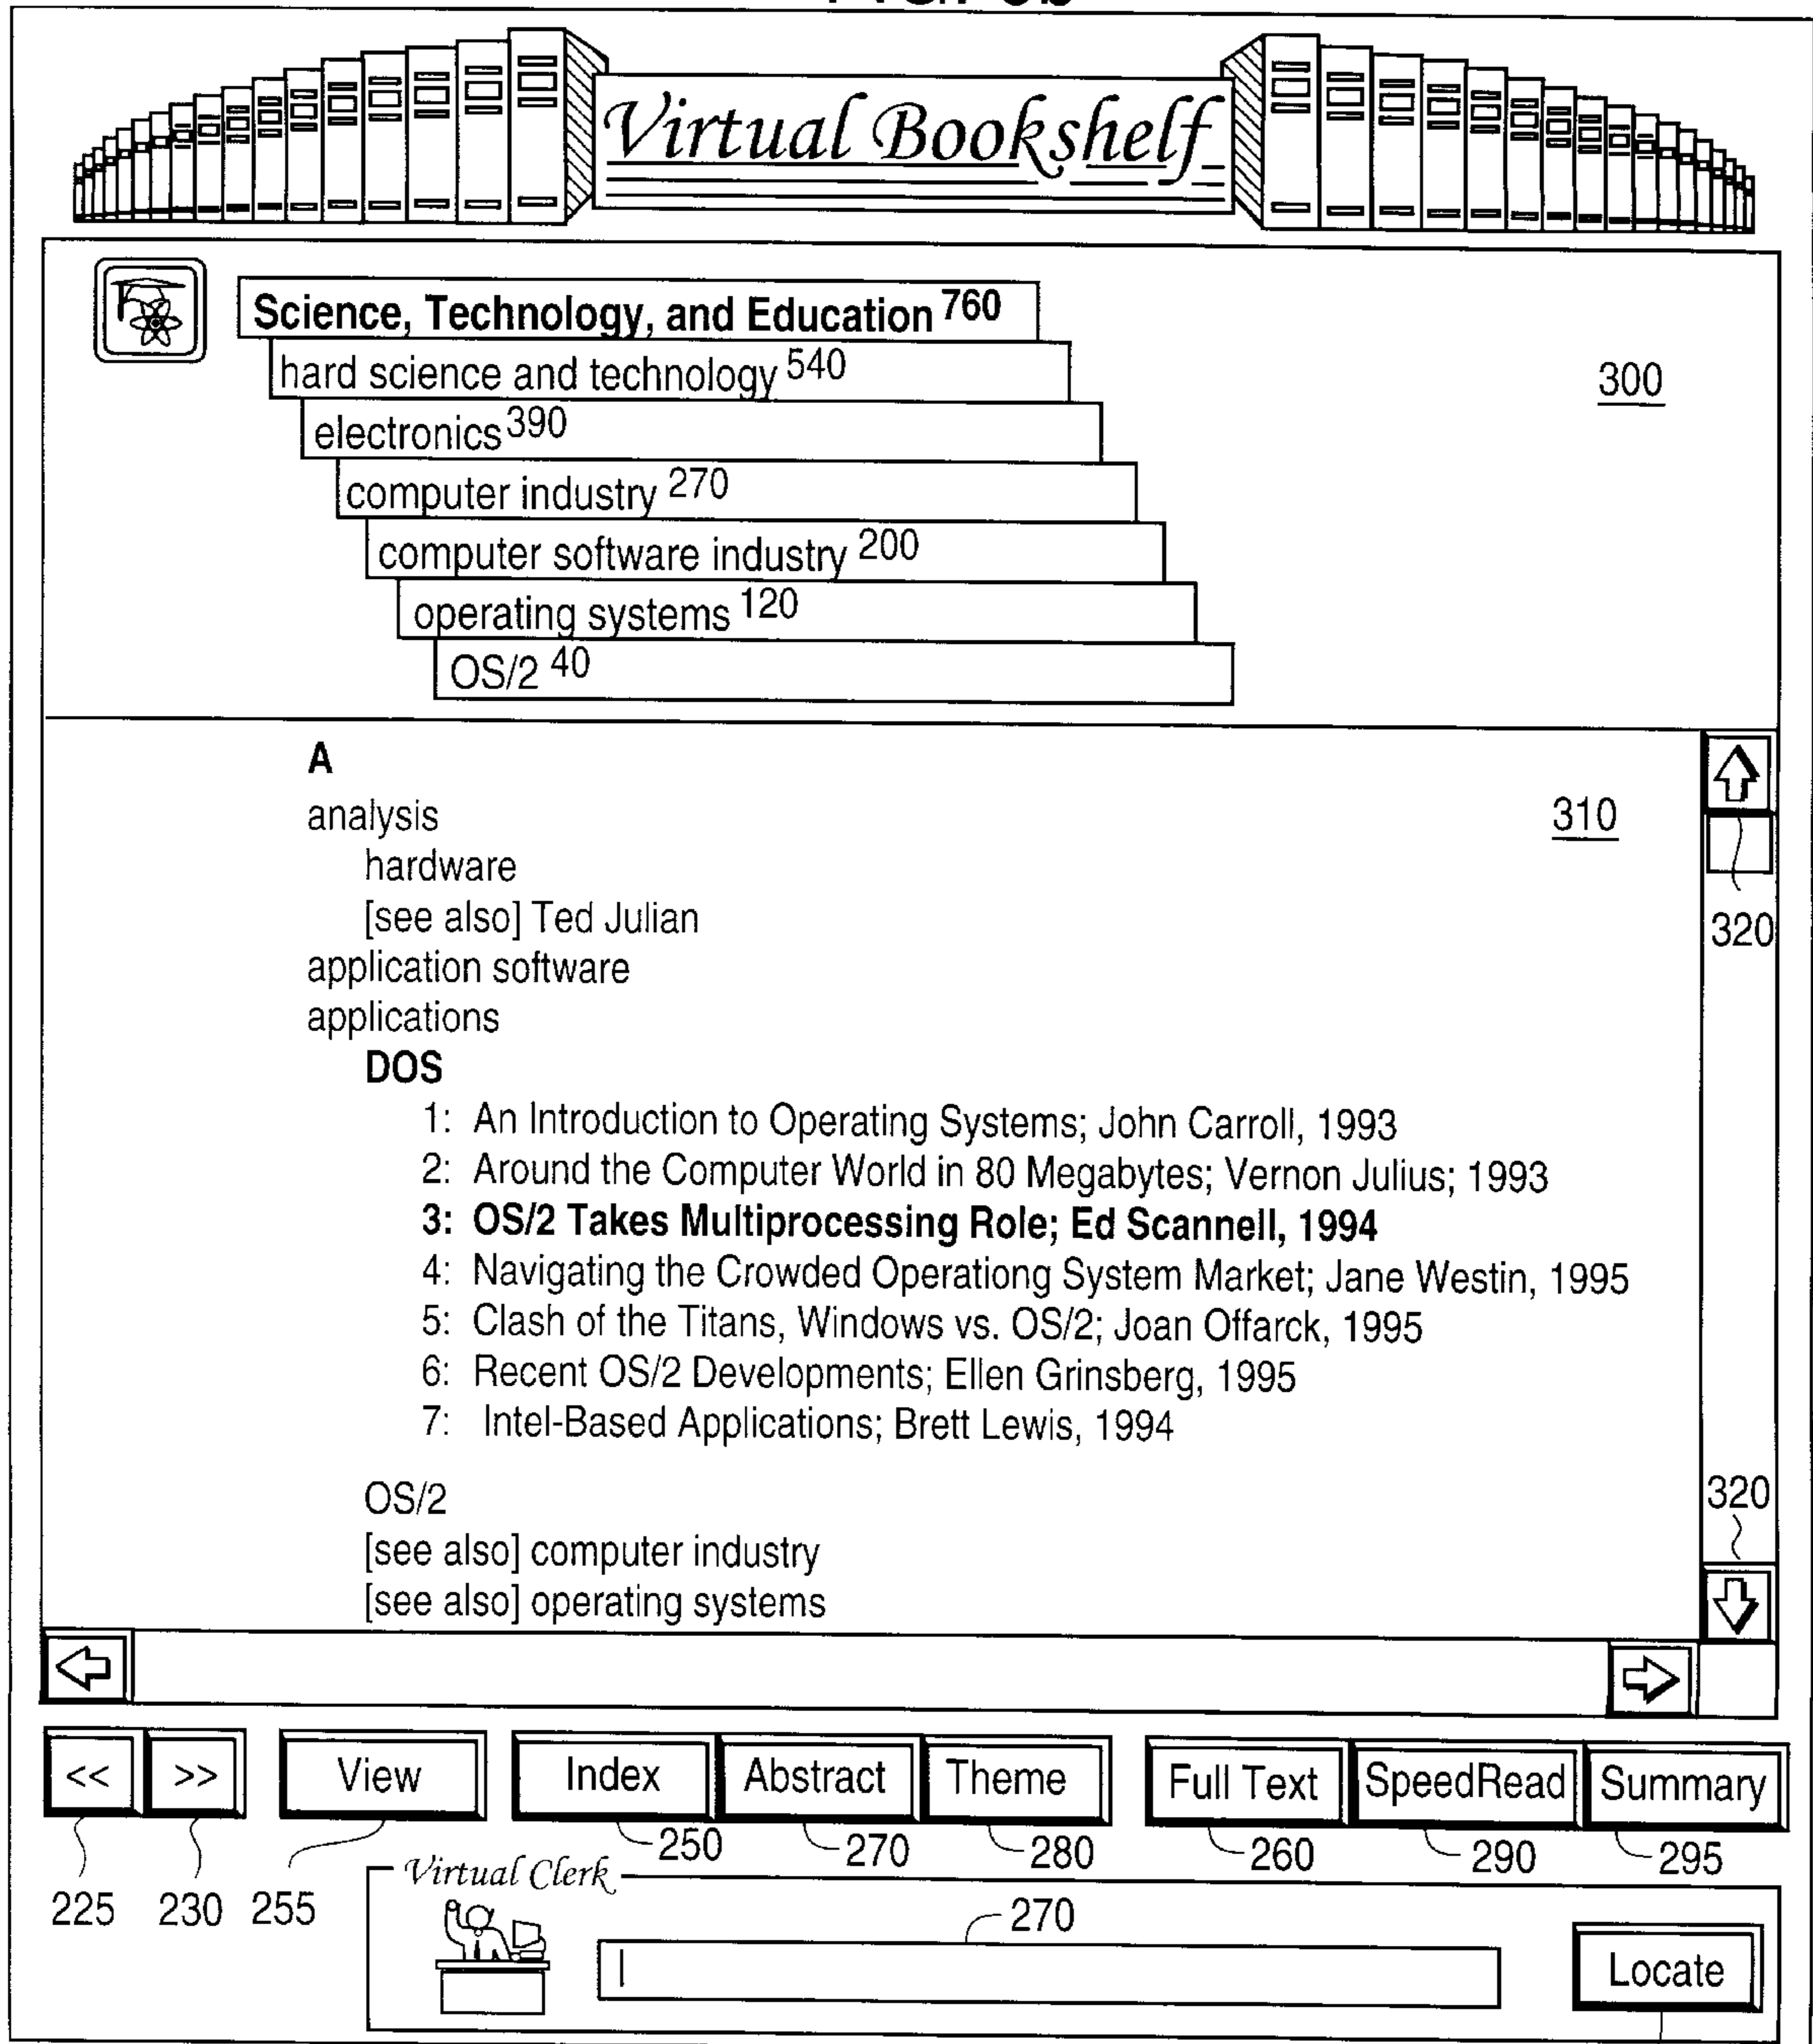 Virtual Bookshelf
Science, Technology, and Education 760
hard science and technology 540
300
electronics 390
computer industry 270
computer software industry 200
operating systems 120
OS/2 40
A
analysis
310
hardware
[see also] Ted Julian
320
application software
applications
DOS
1: An Introduction to Operating Systems; John Carroll, 1993
2: Around the Computer World in 80 Megabytes; Vernon Julius; 1993
3: OS/2 Takes Multiprocessing Role; Ed Scannell, 1994
4: Navigating the Crowded Operationg System Market; Jane Westin, 1995
5: Clash of the Titans, Windows vs. OS/2; Joan Offarck, 1995
6: Recent OS/2 Developments; Ellen Grinsberg, 1995
7: Intel-Based Applications; Brett Lewis, 1994
OS/2
320
[see also] computer industry
[see also] operating systems
<< >> View Index Abstract Theme Full Text SpeedRead Summary
250 270 280 260 290 295
Virtual Clerk
225 230 255
270
Locate